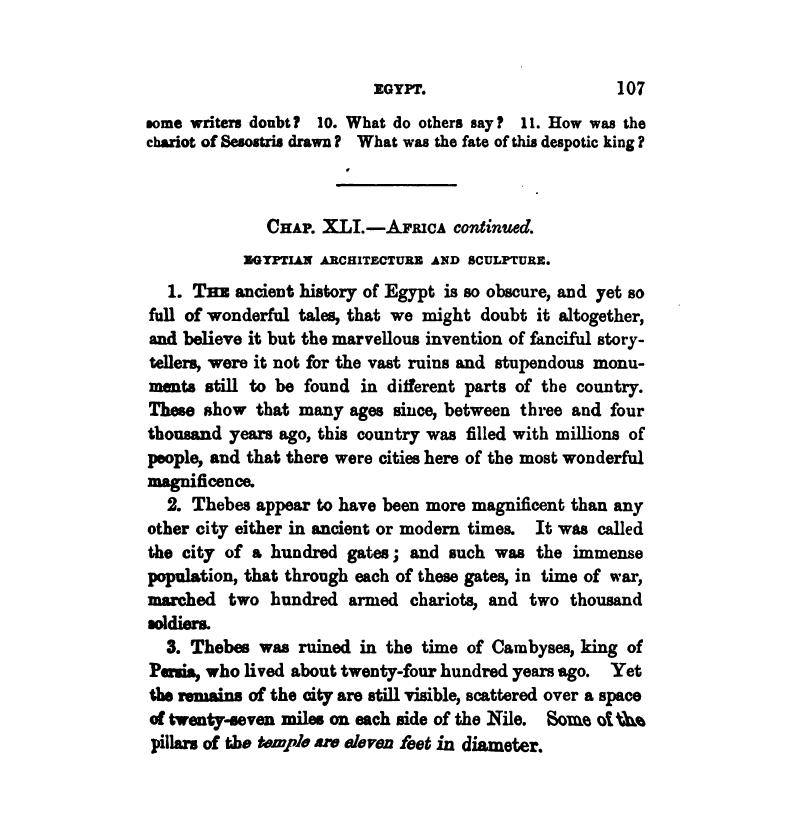 EGYPT. 107
some writers doubt? 10. What do others say? 11. How was the
chariot of Sesostris drawn? What was the fate of this despotic king?
CHAP. XLI.—AFRICA continued.
EGYPTIAN ARCHITECTURE AND SCULPTURE.
1. THE ancient history of Egypt is so obscure, and yet so
full of wonderful tales, that we might doubt it altogether,
and believe it but the marvellous invention of fanciful story-
tellers, were it not for the vast ruins and stupendous monu-
ments still to be found in different parts of the country.
These show that many ages since, between three and four
thousand years ago, this country was filled with millions of
people, and that there were cities here of the most wonderful
magnificence.
2. Thebes appear to have been more magnificent than any
other city either in ancient or modern times. It was called
the city of a hundred gates; and such was the immense
population, that through each of these gates, in time of war,
marched two hundred armed chariots, and two thousand
soldiers.
3. Thebes was ruined in the time of Cambyses, king of
Persia, who lived about twenty-four hundred years ago. Yet
the remains of the city are still visible, scattered over a space
of twenty-seven miles on each side of the Nile. Some of the
pillars of the temple are eleven feet in diameter.